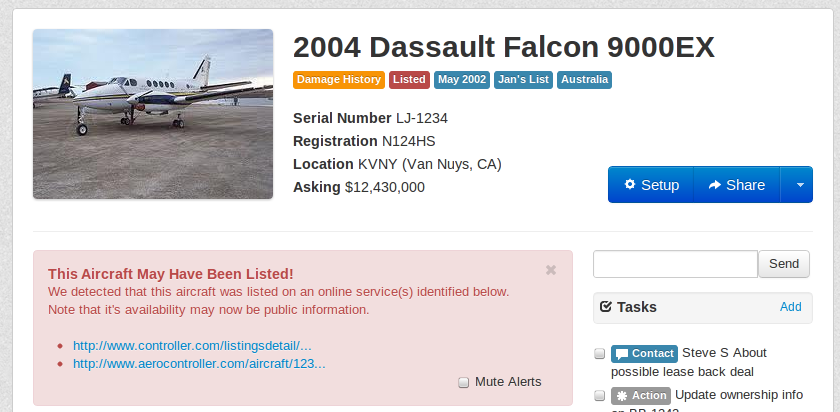 2004 Dassault Falcon 9000EX
Damage History Listed May 2002 Jan's List Australia
Serial Number LJ-1234
Registration N124HS
Location KVNY (Van Nuys, CA)
Asking $12,430,000
Setup Share
This Aircraft May Have Been Listed!
We detected that this aircraft was listed on an online service(s) identified below.
Note that it's availability may now be public information.
http://www.controller.com/listingsdetail/...
http://www.aerocontroller.com/aircraft/123...
Mute Alerts
Send
Tasks Add
Contact Steve S About
possible lease back deal
Action Update ownership info